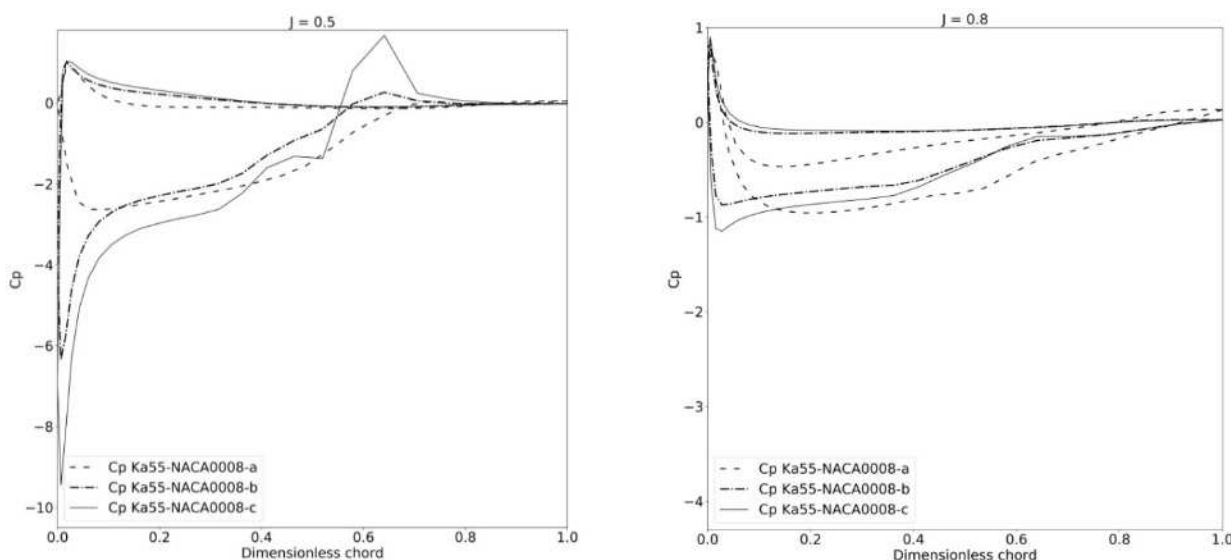 J = 0.5
0
−2
−4
−6
−8
−10
Cp
Cp Ka55-NACA0008-a
Cp Ka55-NACA0008-b
Cp Ka55-NACA0008-c
0.0 0.2 0.4 0.6 0.8 1.0
Dimensionless chord
J = 0.8
1
0
−1
−2
−3
−4
Cp
Cp Ka55-NACA0008-a
Cp Ka55-NACA0008-b
Cp Ka55-NACA0008-c
0.0 0.2 0.4 0.6 0.8 1.0
Dimensionless chord